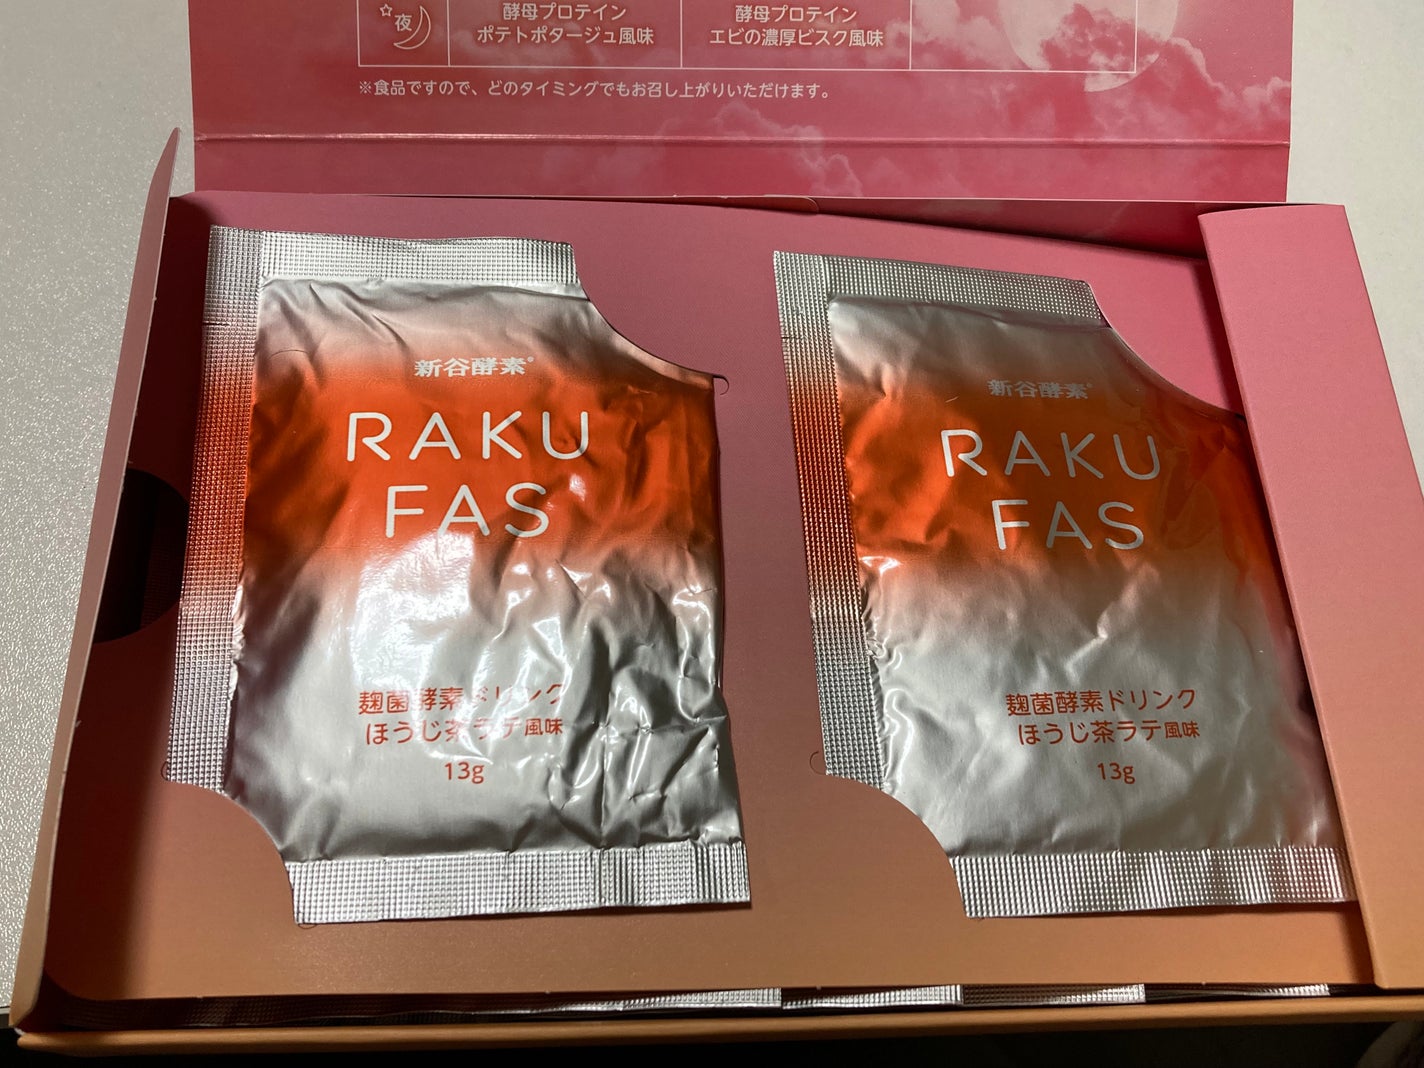 夜
酵母プロテイン
ポテトポタージュ風味
酵母プロテイン
エビの濃厚ビスク風味
※食品ですので、どのタイミングでもお召し上がりいただけます。
新谷酵素®
RAKU
FAS
麹菌酵素ドリンク
ほうじ茶ラテ風味
13g
新谷酵素®
RAKU
FAS
麹菌酵素ドリンク
ほうじ茶ラテ風味
13g